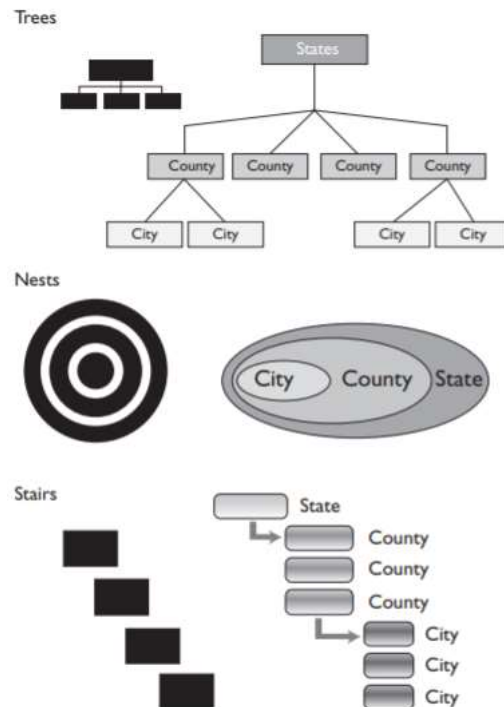 Trees
States
County County County County
City City City City
Nests
City County State
Stairs
State
County
County
County
City
City
City